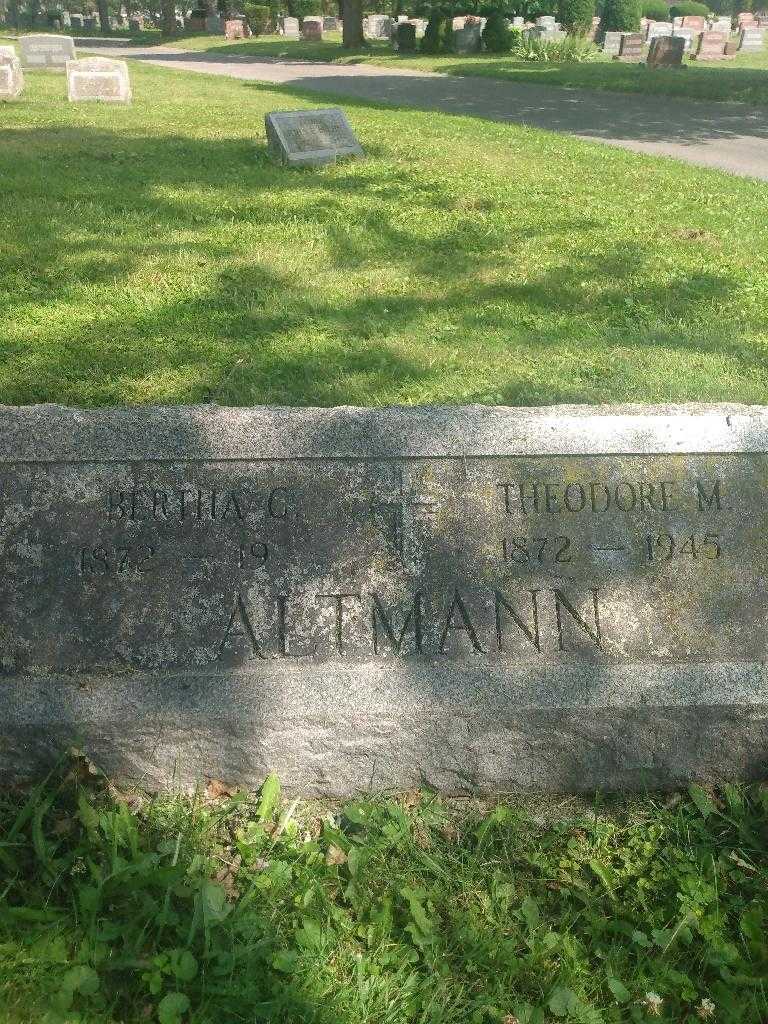 BERTHA C. THEODORE M.
1872 — 19 1872 — 1945
ALTMANN